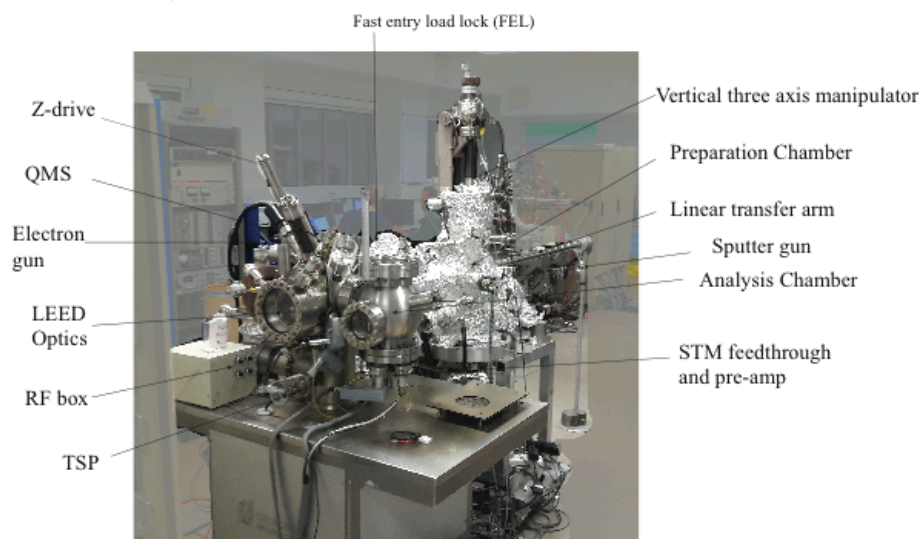 Fast entry load lock (FEL)
Z-drive
QMS
Electron
gun
LEED
Optics
RF box
TSP
Vertical three axis manipulator
Preparation Chamber
Linear transfer arm
Sputter gun
Analysis Chamber
STM feedthrough
and pre-amp